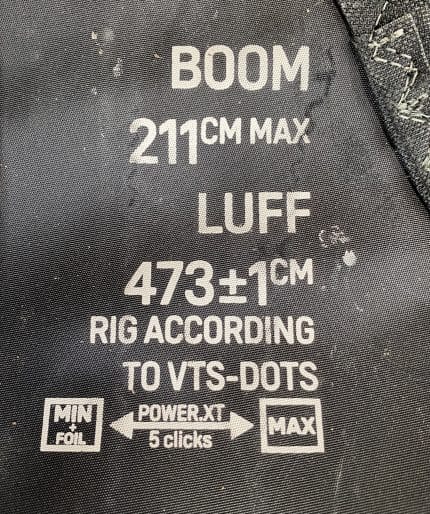 BOOM
211CM MAX
LUFF
473±1CM
RIG ACCORDING
TO VTS-DOTS
MIN + FOIL POWER.XT 5 clicks MAX